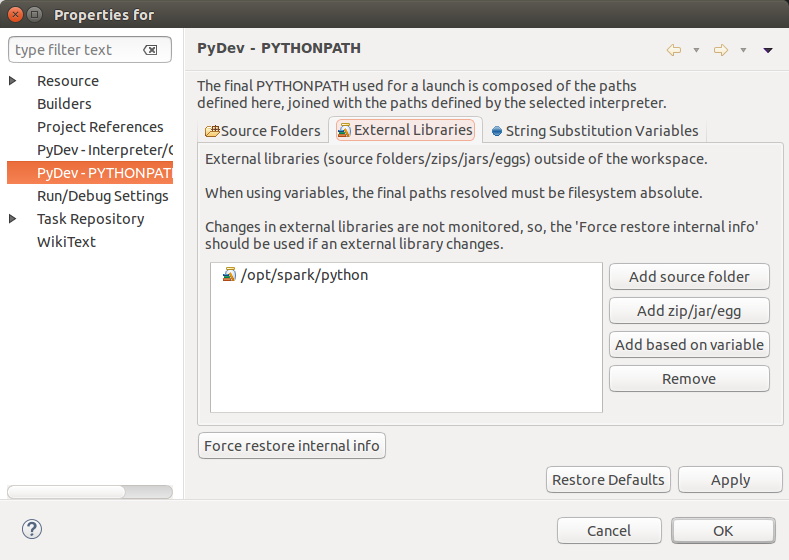 Properties for
type filter text
Resource
Builders
Project References
PyDev - Interpreter/G
PyDev - PYTHONPATH
Run/Debug Settings
Task Repository
WikiText
PyDev - PYTHONPATH
The final PYTHONPATH used for a launch is composed of the paths
defined here, joined with the paths defined by the selected interpreter.
Source Folders
External Libraries
String Substitution Variables
External libraries (source folders/zips/jars/eggs) outside of the workspace.
When using variables, the final paths resolved must be filesystem absolute.
Changes in external libraries are not monitored, so, the 'Force restore internal info'
should be used if an external library changes.
/opt/spark/python
Add source folder
Add zip/jar/egg
Add based on variable
Remove
Force restore internal info
Restore Defaults
Apply
?
Cancel
OK